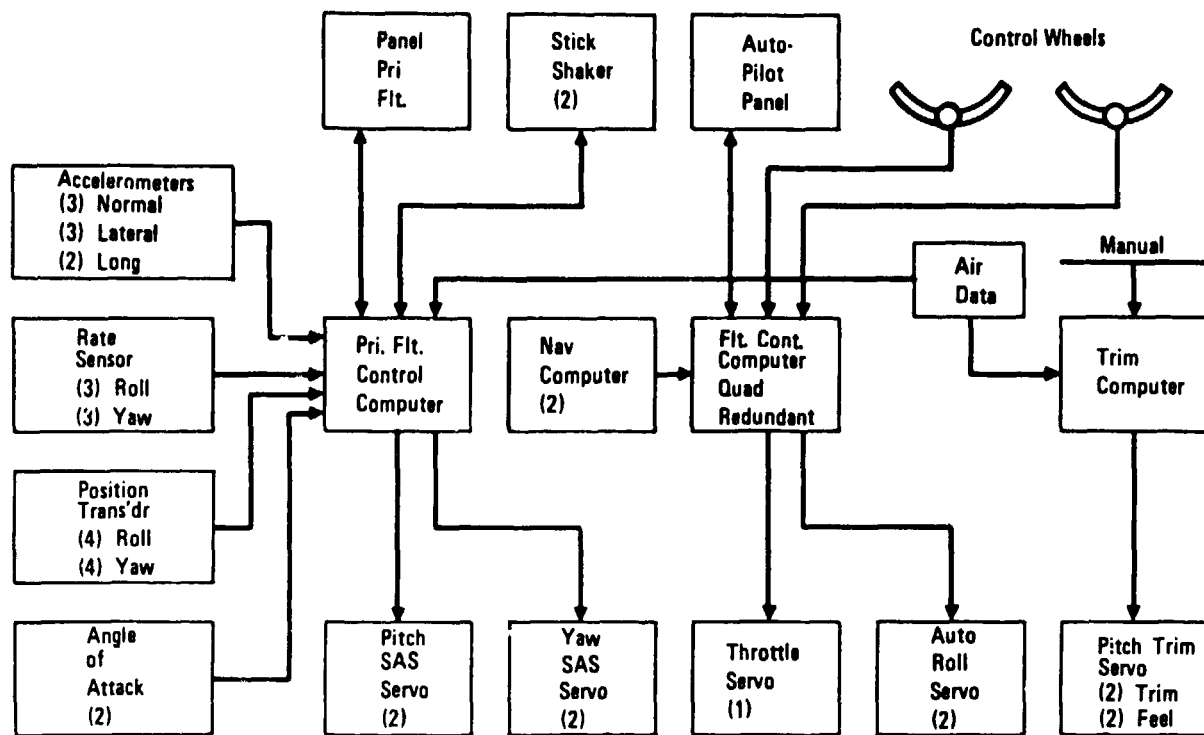 Panel
Pri
Flt.
Stick
Shaker
(2)
Auto-
Pilot
Panel
Control Wheels
Accelerometers
(3) Normal
(3) Lateral
(2) Long
Air
Data
Manual
Rate
Sensor
(3) Roll
(3) Yaw
Pri. Flt.
Control
Computer
Nav
Computer
(2)
Flt. Cont.
Computer
Quad
Redundant
Trim
Computer
Position
Trans'dr
(4) Roll
(4) Yaw
Angle
of
Attack
(2)
Pitch
SAS
Servo
(2)
Yaw
SAS
Servo
(2)
Throttle
Servo
(1)
Auto
Roll
Servo
(2)
Pitch Trim
Servo
(2) Trim
(2) Feel